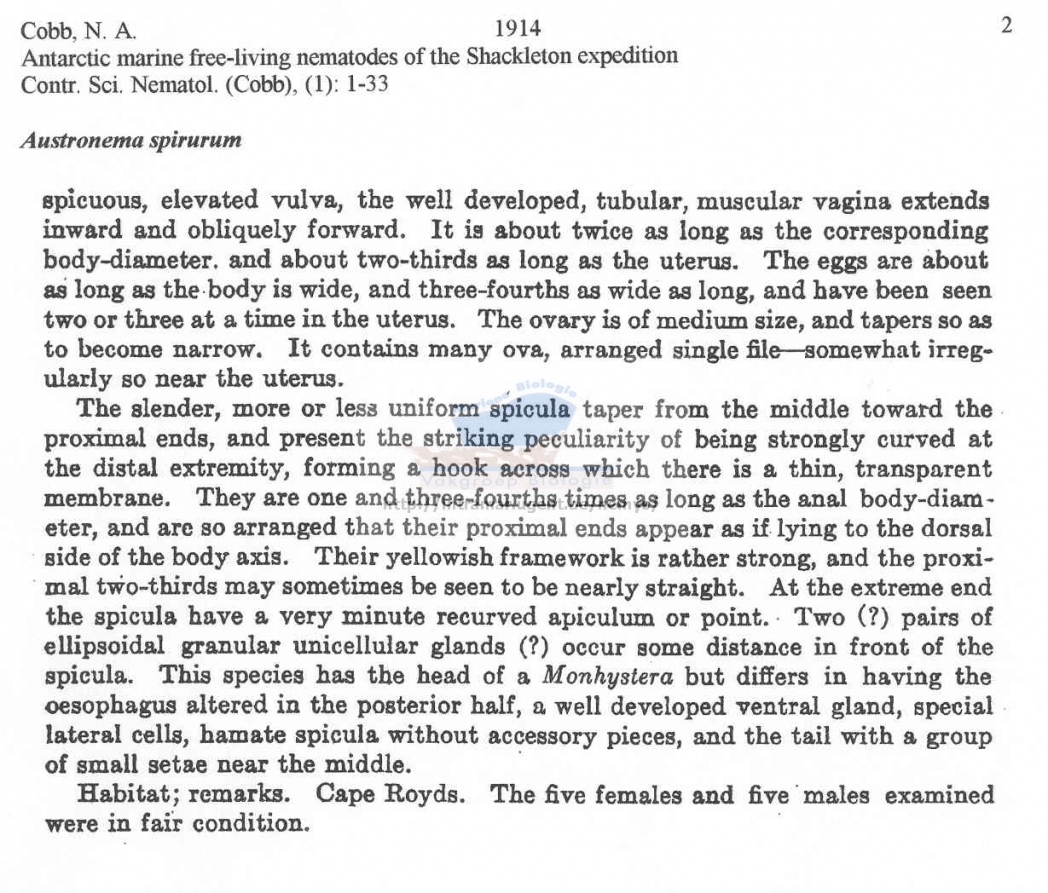 Cobb, N. A. 1914 2
Antarctic marine free-living nematodes of the Shackleton expedition
Contr. Sci. Nematol. (Cobb), (1): 1-33
Austronema spirurum
spicuous, elevated vulva, the well developed, tubular, muscular vagina extends
inward and obliquely forward. It is about twice as long as the corresponding
body-diameter. and about two-thirds as long as the uterus. The eggs are about
as long as the body is wide, and three-fourths as wide as long, and have been seen
two or three at a time in the uterus. The ovary is of medium size, and tapers so as
to become narrow. It contains many ova, arranged single file—somewhat irreg-
ularly so near the uterus.
The slender, more or less uniform spicula taper from the middle toward the
proximal ends, and present the striking peculiarity of being strongly curved at
the distal extremity, forming a hook across which there is a thin, transparent
membrane. They are one and three-fourths times as long as the anal body-diam-
eter, and are so arranged that their proximal ends appear as if lying to the dorsal
side of the body axis. Their yellowish framework is rather strong, and the proxi-
mal two-thirds may sometimes be seen to be nearly straight. At the extreme end
the spicula have a very minute recurved apiculum or point. Two (?) pairs of
ellipsoidal granular unicellular glands (?) occur some distance in front of the
spicula. This species has the head of a Monhystera but differs in having the
oesophagus altered in the posterior half, a well developed ventral gland, special
lateral cells, hamate spicula without accessory pieces, and the tail with a group
of small setae near the middle.
Habitat; remarks. Cape Royds. The five females and five males examined
were in fair condition.
Biologie
Vakgroep Biologie